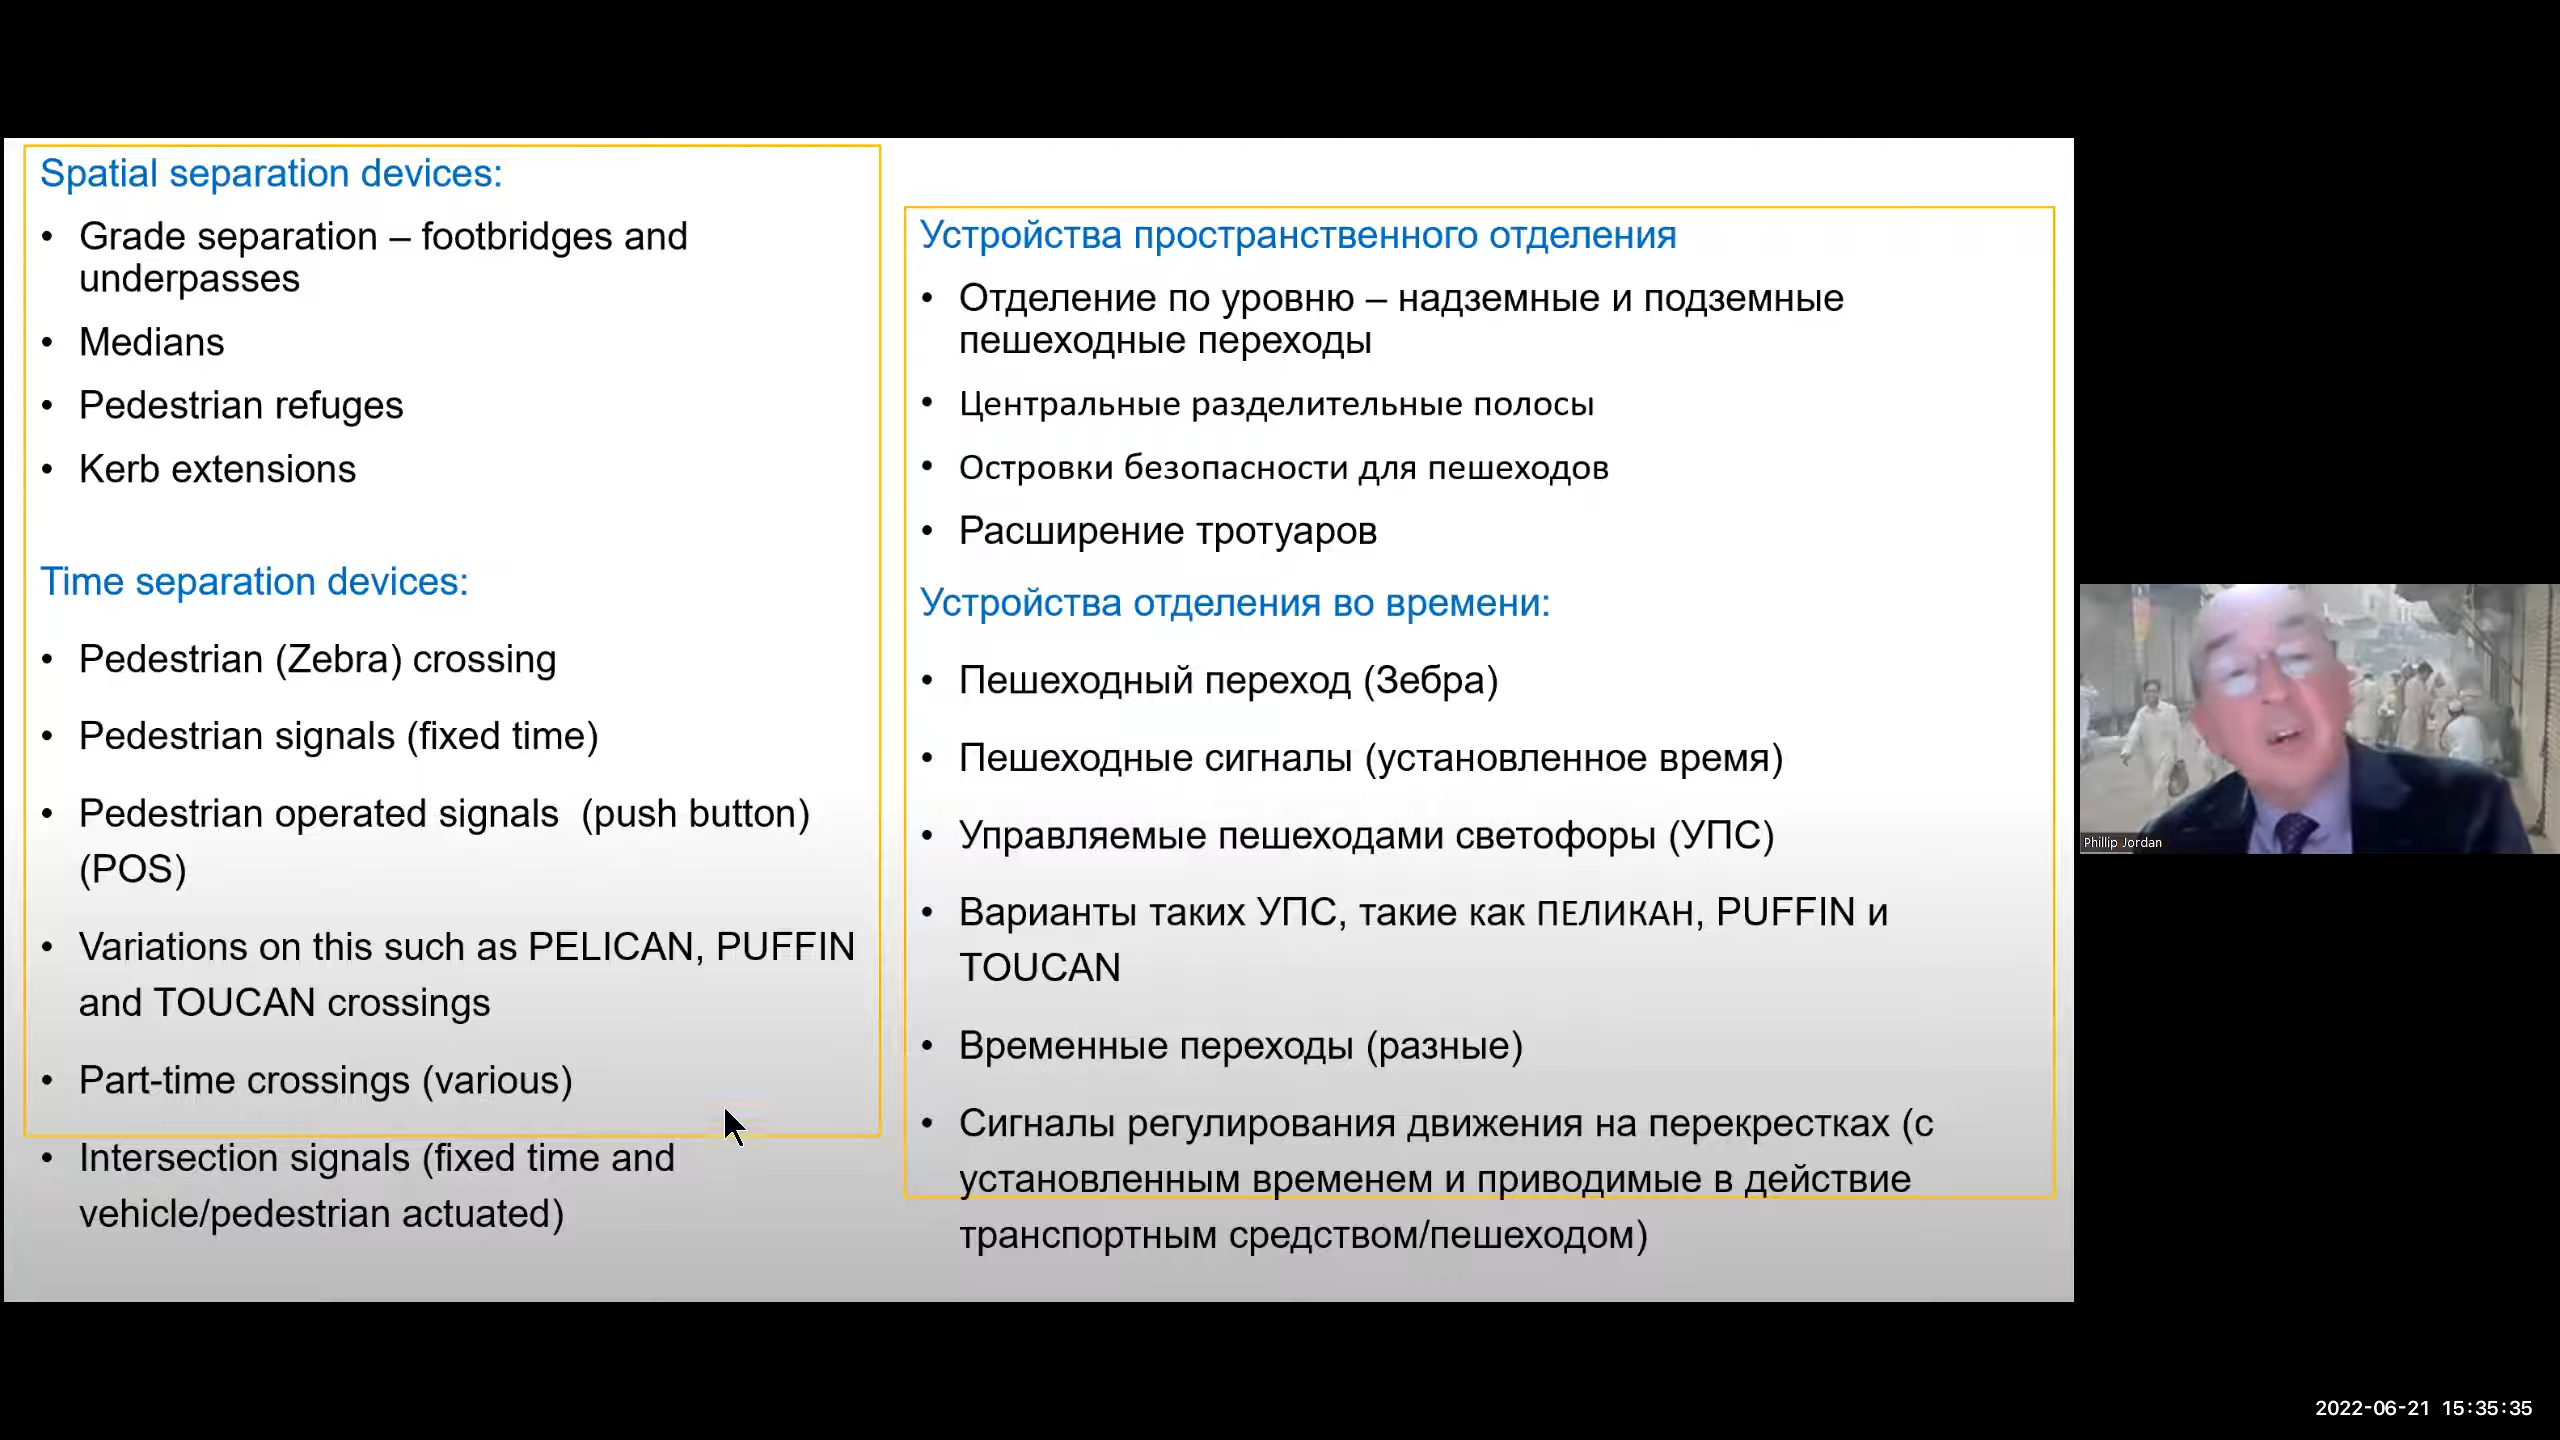 Spatial separation devices:
• Grade separation – footbridges and
underpasses
• Medians
• Pedestrian refuges
• Kerb extensions
Time separation devices:
• Pedestrian (Zebra) crossing
• Pedestrian signals (fixed time)
• Pedestrian operated signals  (push button)
(POS)
• Variations on this such as PELICAN, PUFFIN
and TOUCAN crossings
• Part-time crossings (various)
• Intersection signals (fixed time and
vehicle/pedestrian actuated)
Устройства пространственного отделения
• Отделение по уровню – надземные и подземные
пешеходные переходы
• Центральные разделительные полосы
• Островки безопасности для пешеходов
• Расширение тротуаров
Устройства отделения во времени:
• Пешеходный переход (Зебра)
• Пешеходные сигналы (установленное время)
• Управляемые пешеходами светофоры (УПС)
• Варианты таких УПС, такие как ПЕЛИКАН, PUFFIN и
TOUCAN
• Временные переходы (разные)
• Сигналы регулирования движения на перекрестках (с
установленным временем и приводимые в действие
транспортным средством/пешеходом)
Phillip Jordan
2022-06-21 15:35:35